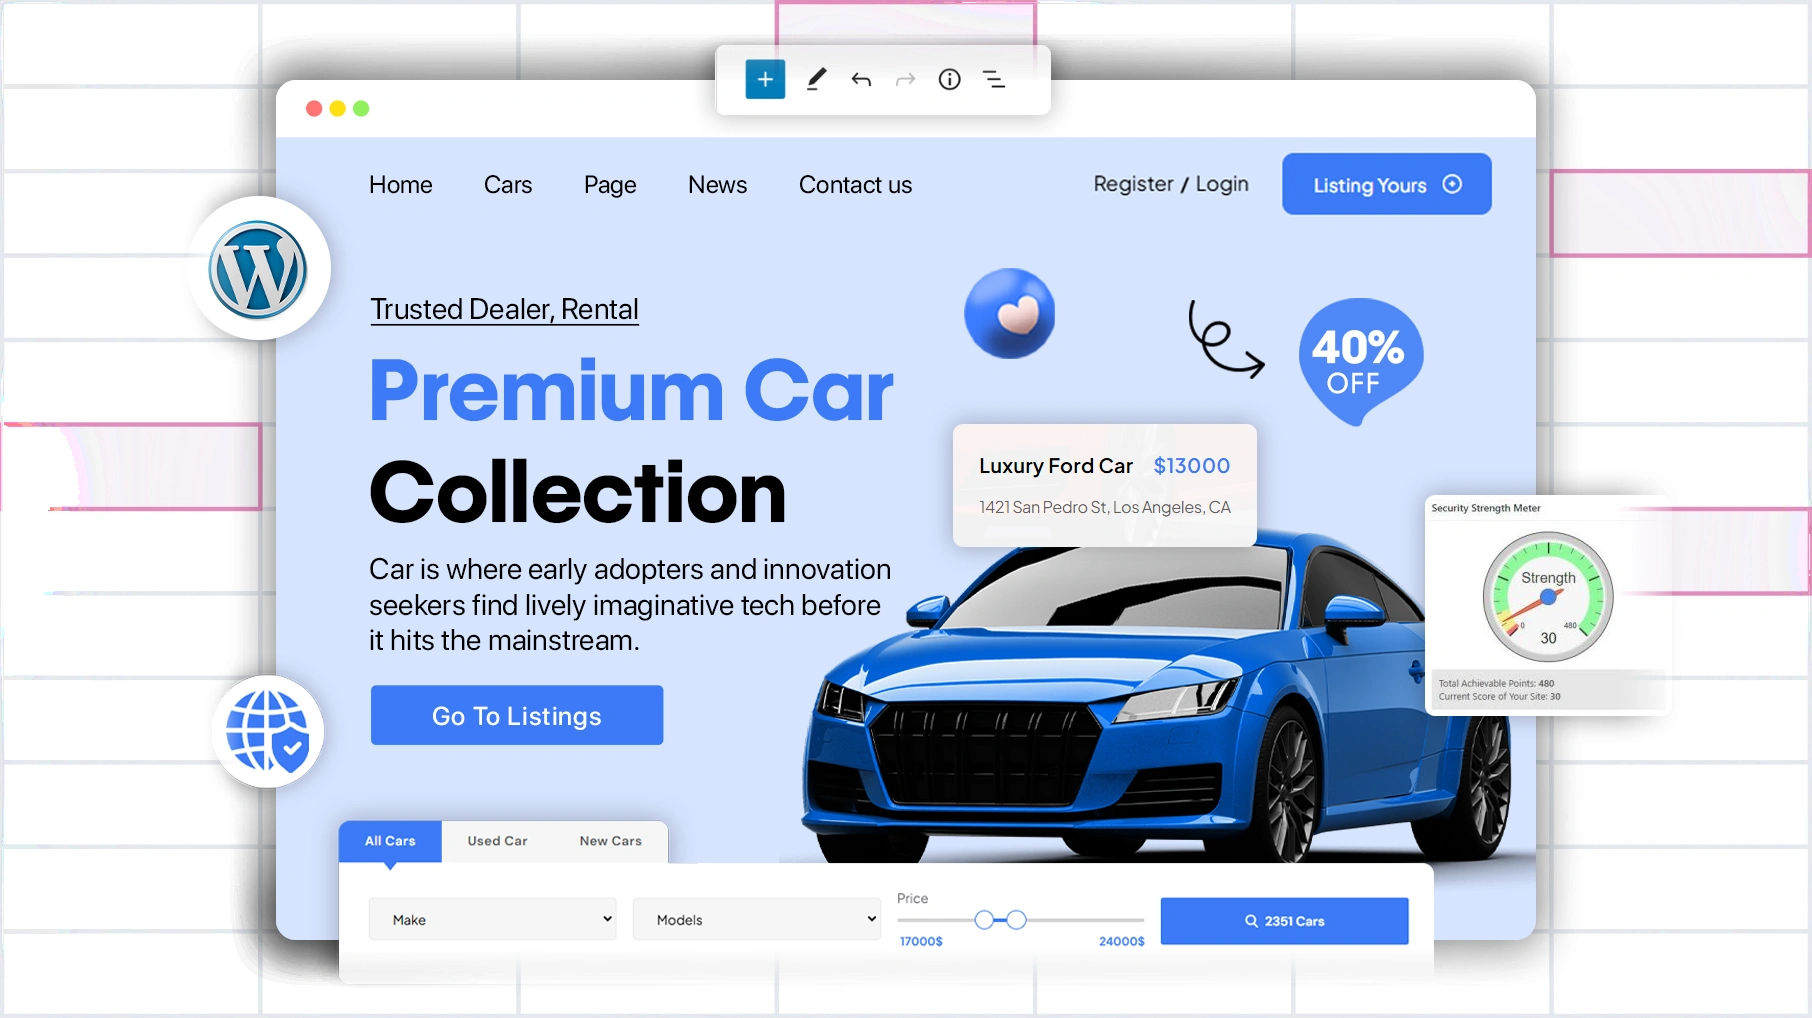 Home Cars Page News Contact us Register / Login Listing Yours
Trusted Dealer, Rental
Premium Car
Collection
Car is where early adopters and innovation
seekers find lively imaginative tech before
it hits the mainstream.
Go To Listings
40%
OFF
Luxury Ford Car $13000
1421 San Pedro St, Los Angeles, CA
Security Strength Meter
Strength
0 480
30
Total Achievable Points: 480
Current Score of Your Site: 30
All Cars Used Car New Cars
Make
Models
Price
17000$ 24000$
2351 Cars
W